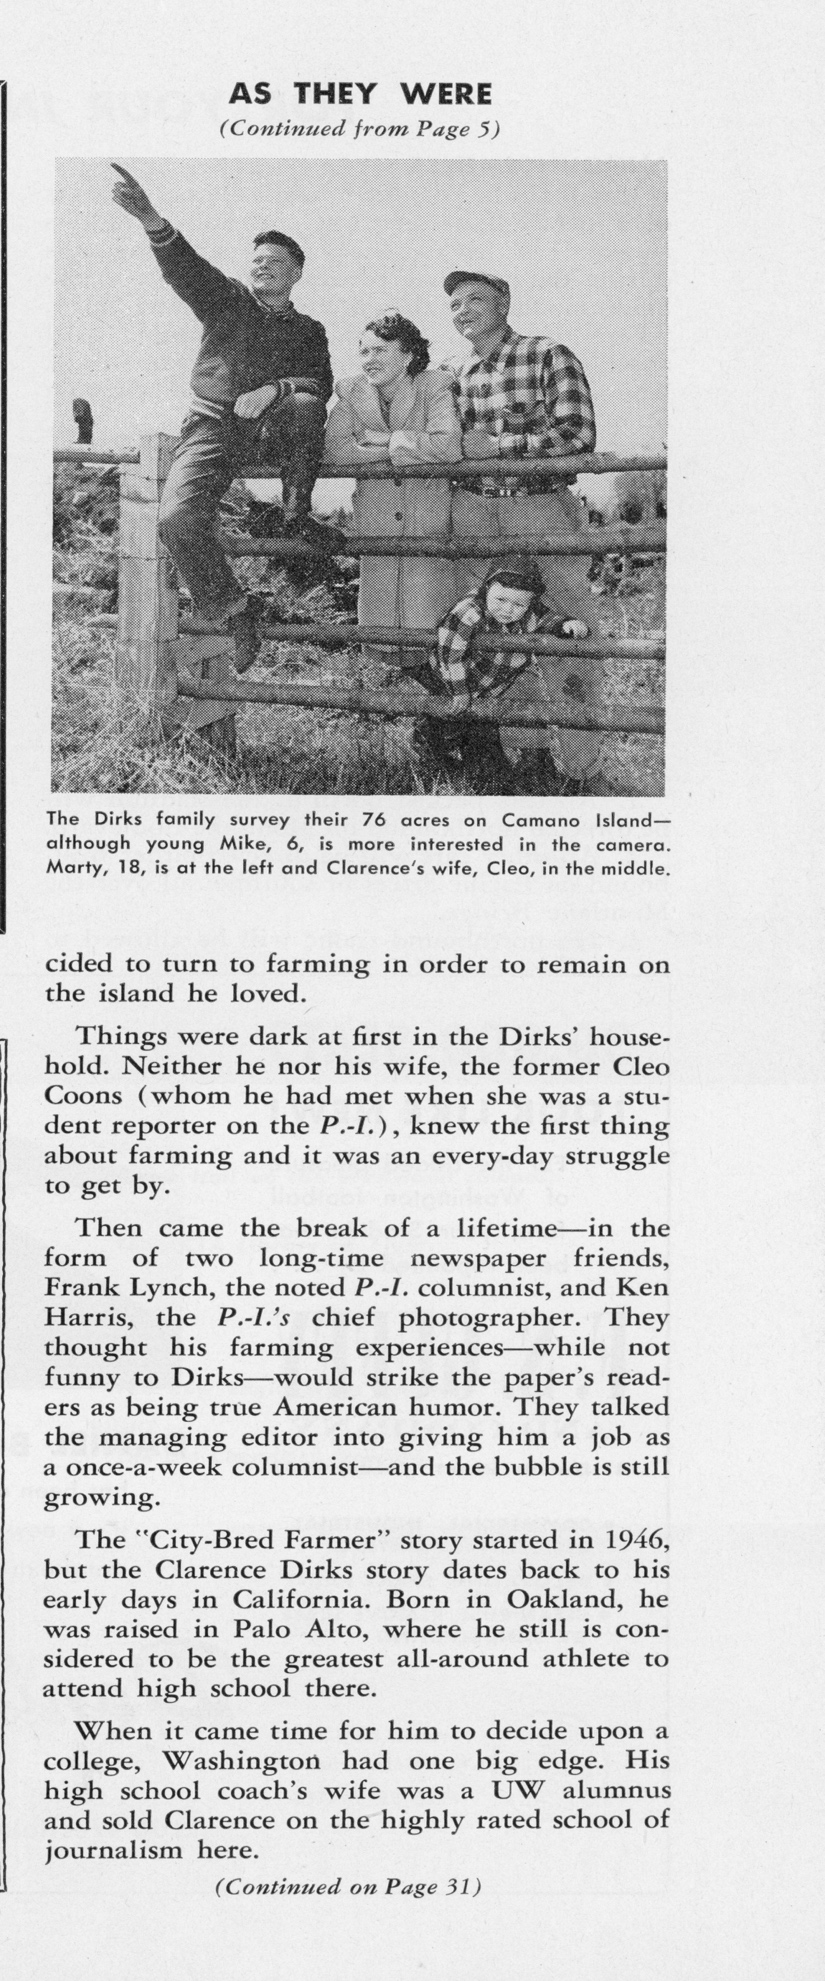 AS THEY WERE
(Continued from Page 5)
The Dirks family survey their 76 acres on Camano Island—
although young Mike, 6, is more interested in the camera.
Marty, 18, is at the left and Clarence's wife, Cleo, in the middle.
cided to turn to farming in order to remain on
the island he loved.
Things were dark at first in the Dirks' house-
hold. Neither he nor his wife, the former Cleo
Coons (whom he had met when she was a stu-
dent reporter on the P.-I.), knew the first thing
about farming and it was an every-day struggle
to get by.
Then came the break of a lifetime—in the
form of two long-time newspaper friends,
Frank Lynch, the noted P.-I. columnist, and Ken
Harris, the P.-I.'s chief photographer. They
thought his farming experiences—while not
funny to Dirks—would strike the paper's read-
ers as being true American humor. They talked
the managing editor into giving him a job as
a once-a-week columnist—and the bubble is still
growing.
The "City-Bred Farmer" story started in 1946,
but the Clarence Dirks story dates back to his
early days in California. Born in Oakland, he
was raised in Palo Alto, where he still is con-
sidered to be the greatest all-around athlete to
attend high school there.
When it came time for him to decide upon a
college, Washington had one big edge. His
high school coach's wife was a UW alumnus
and sold Clarence on the highly rated school of
journalism here.
(Continued on Page 31)